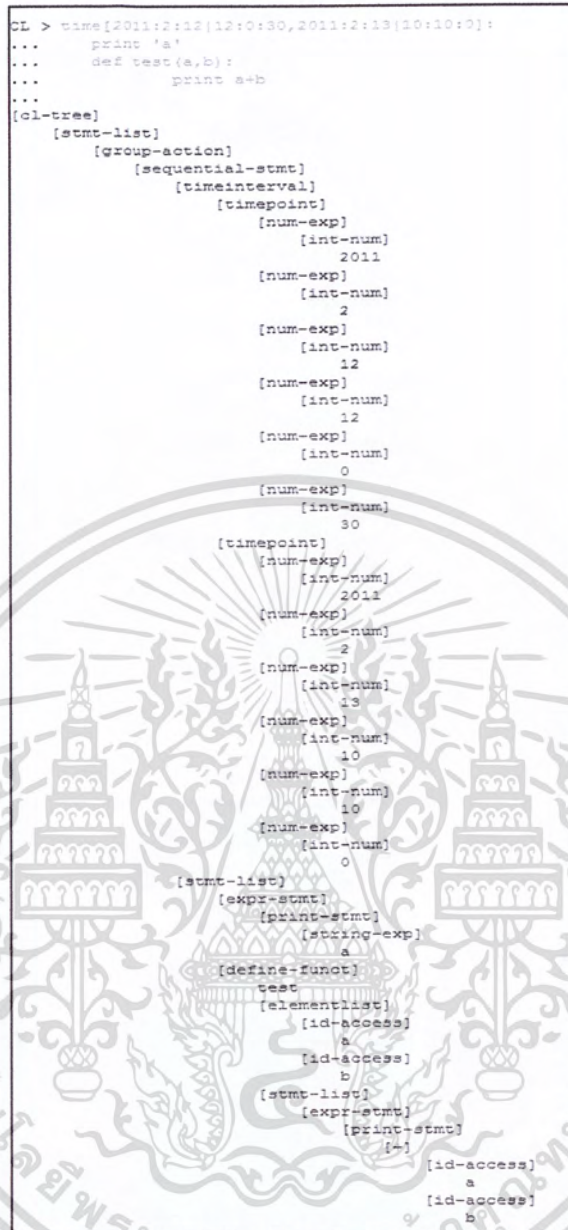 CL > time[2011:2:12|12:0:30,2011:2:13|10:10:0]:
... print 'a'
... def test(a,b):
... print a+b
...
[cl-tree]
[stmt-list]
[group-action]
[sequential-stmt]
[timeinterval]
[timepoint]
[num-exp]
[int-num]
2011
[num-exp]
[int-num]
2
[num-exp]
[int-num]
12
[num-exp]
[int-num]
12
[num-exp]
[int-num]
0
[num-exp]
[int-num]
30
[timepoint]
[num-exp]
[int-num]
2011
[num-exp]
[int-num]
2
[num-exp]
[int-num]
13
[num-exp]
[int-num]
10
[num-exp]
[int-num]
10
[num-exp]
[int-num]
0
[stmt-list]
[expr-stmt]
[print-stmt]
[string-exp]
a
[define-funct]
test
[elementlist]
[id-access]
a
[id-access]
b
[stmt-list]
[expr-stmt]
[print-stmt]
[+]
[id-access]
a
[id-access]
b